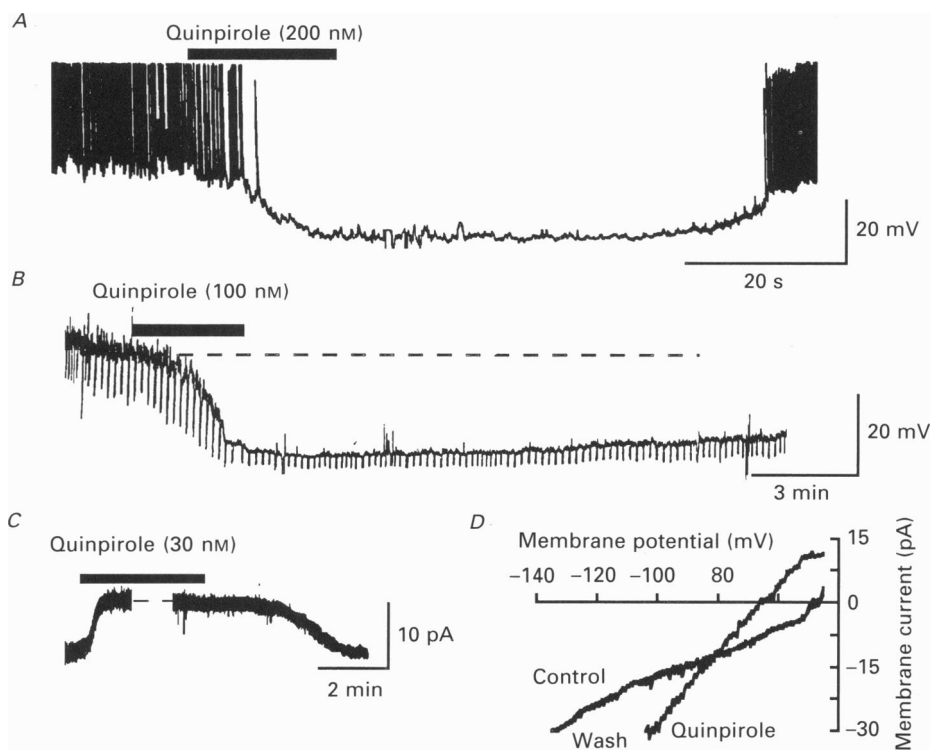 A
Quinpirole (200 nM)
20 mV
20 s
B
Quinpirole (100 nM)
20 mV
3 min
C
Quinpirole (30 nM)
10 pA
2 min
D
Membrane potential (mV)
−140 −120 −100 80
15
0
−15
−30
Membrane current (pA)
Control
Wash
Quinpirole